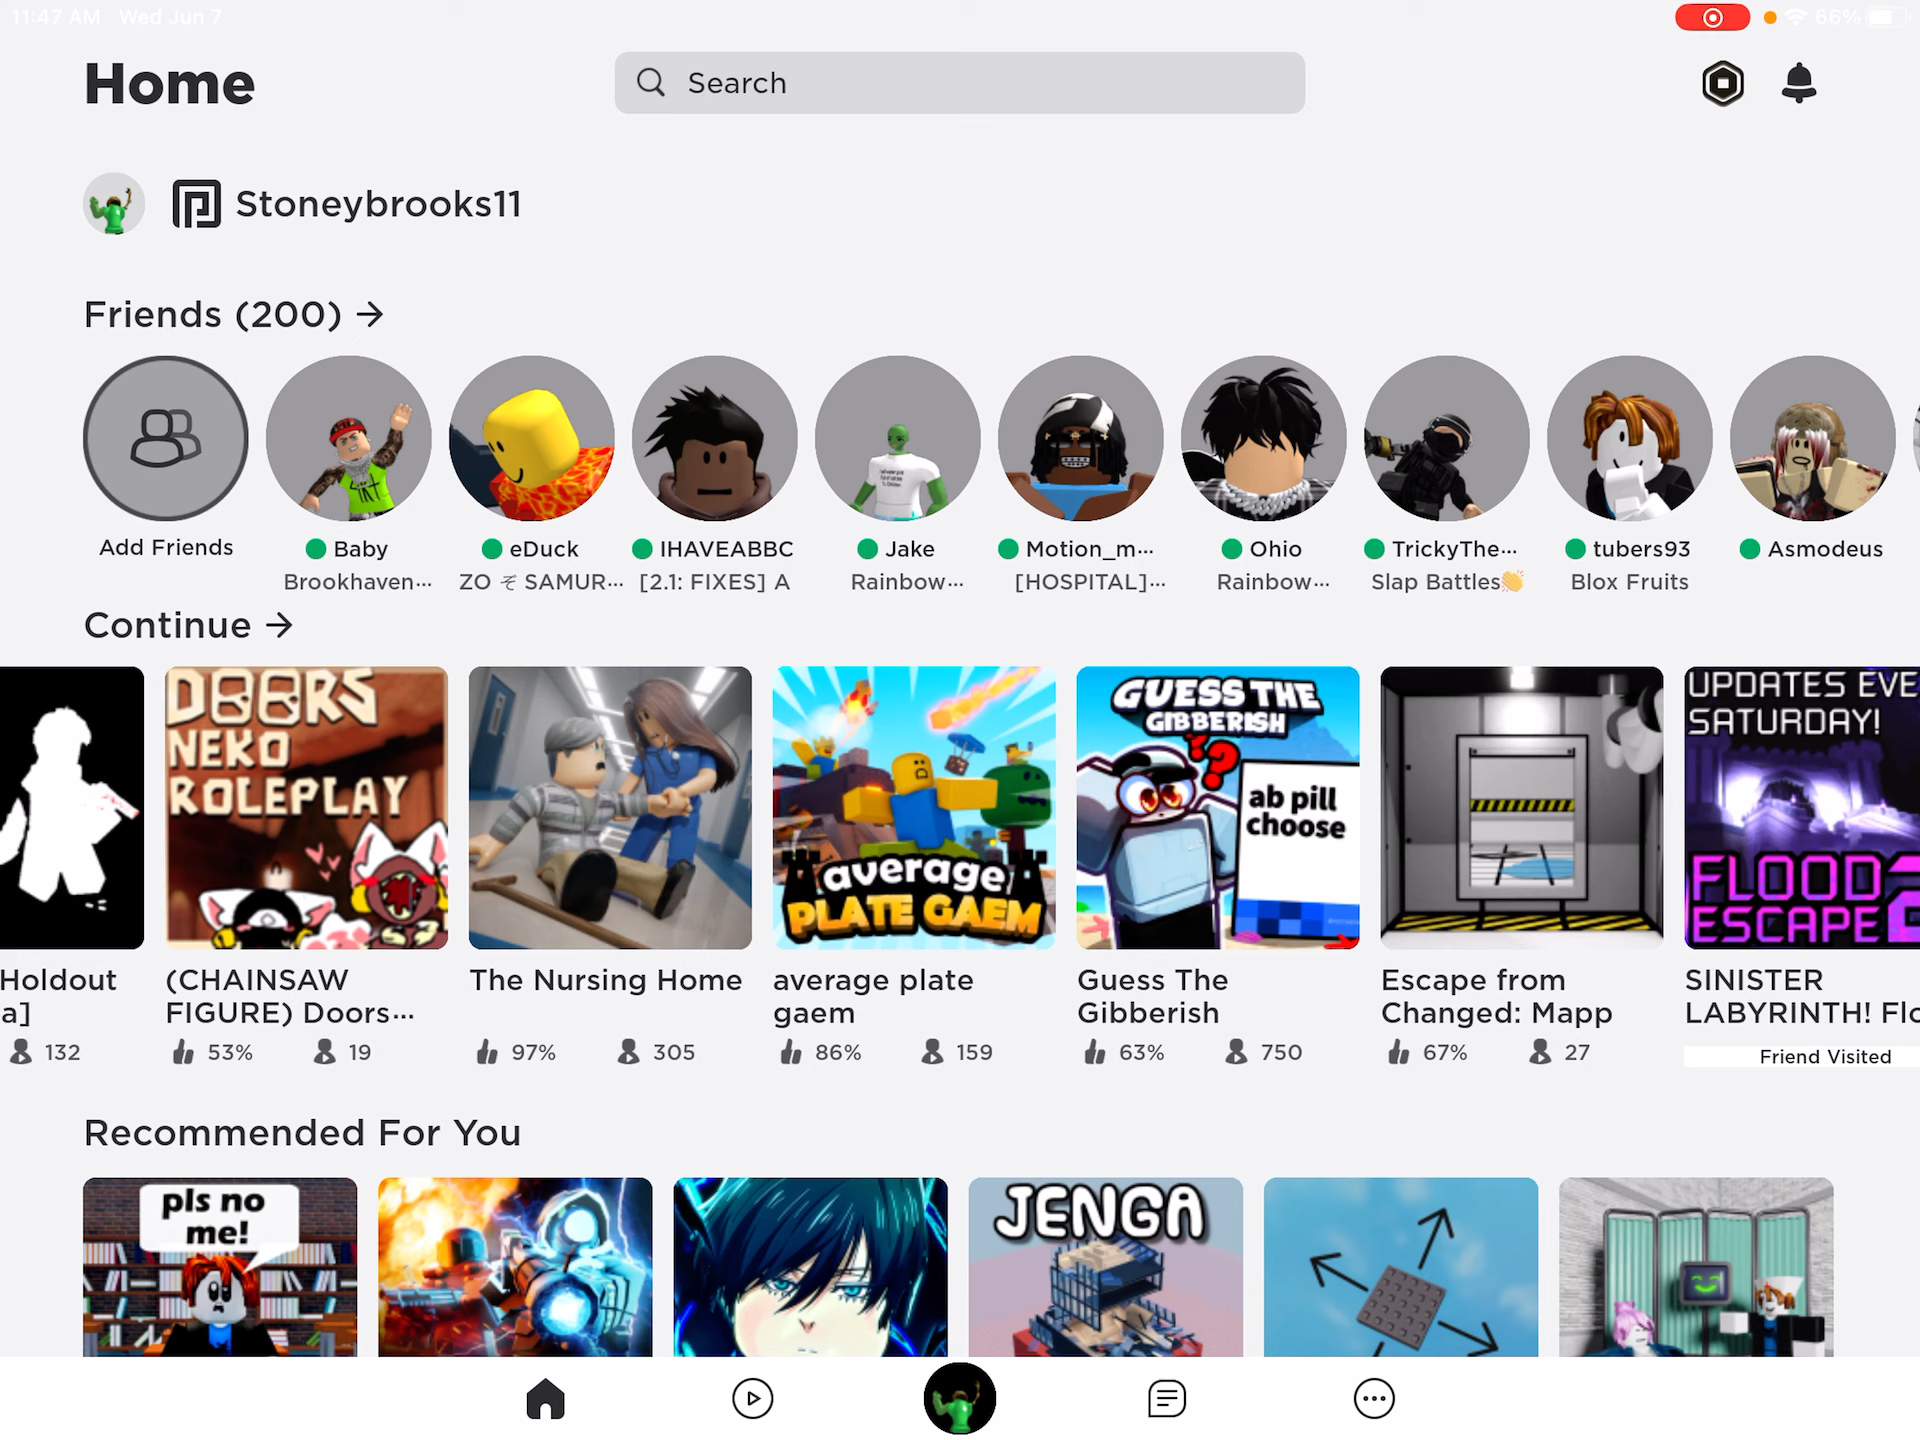 11:47 AM Wed Jun 7
66%
Home
Search
Stoneybrooks11
Friends (200) →
Add Friends
Baby
Brookhaven...
eDuck
ZO ぞ SAMUR...
IHAVEABBC
[2.1: FIXES] A
Jake
Rainbow...
Motion_m...
[HOSPITAL]...
Ohio
Rainbow...
TrickyThe...
Slap Battles👏
tubers93
Blox Fruits
Asmodeus
Continue →
DOORS
NEKO
ROLEPLAY
average
PLATE GAEM
GUESS THE
GIBBERISH
??
ab pill
choose
UPDATES EVE
SATURDAY!
FLOOD
ESCAPE 2
Holdout
a]
132
(CHAINSAW
FIGURE) Doors...
53% 19
The Nursing Home
97% 305
average plate
gaem
86% 159
Guess The
Gibberish
63% 750
Escape from
Changed: Mapp
67% 27
SINISTER
LABYRINTH! Flo
Friend Visited
Recommended For You
pls no
me!
JENGA